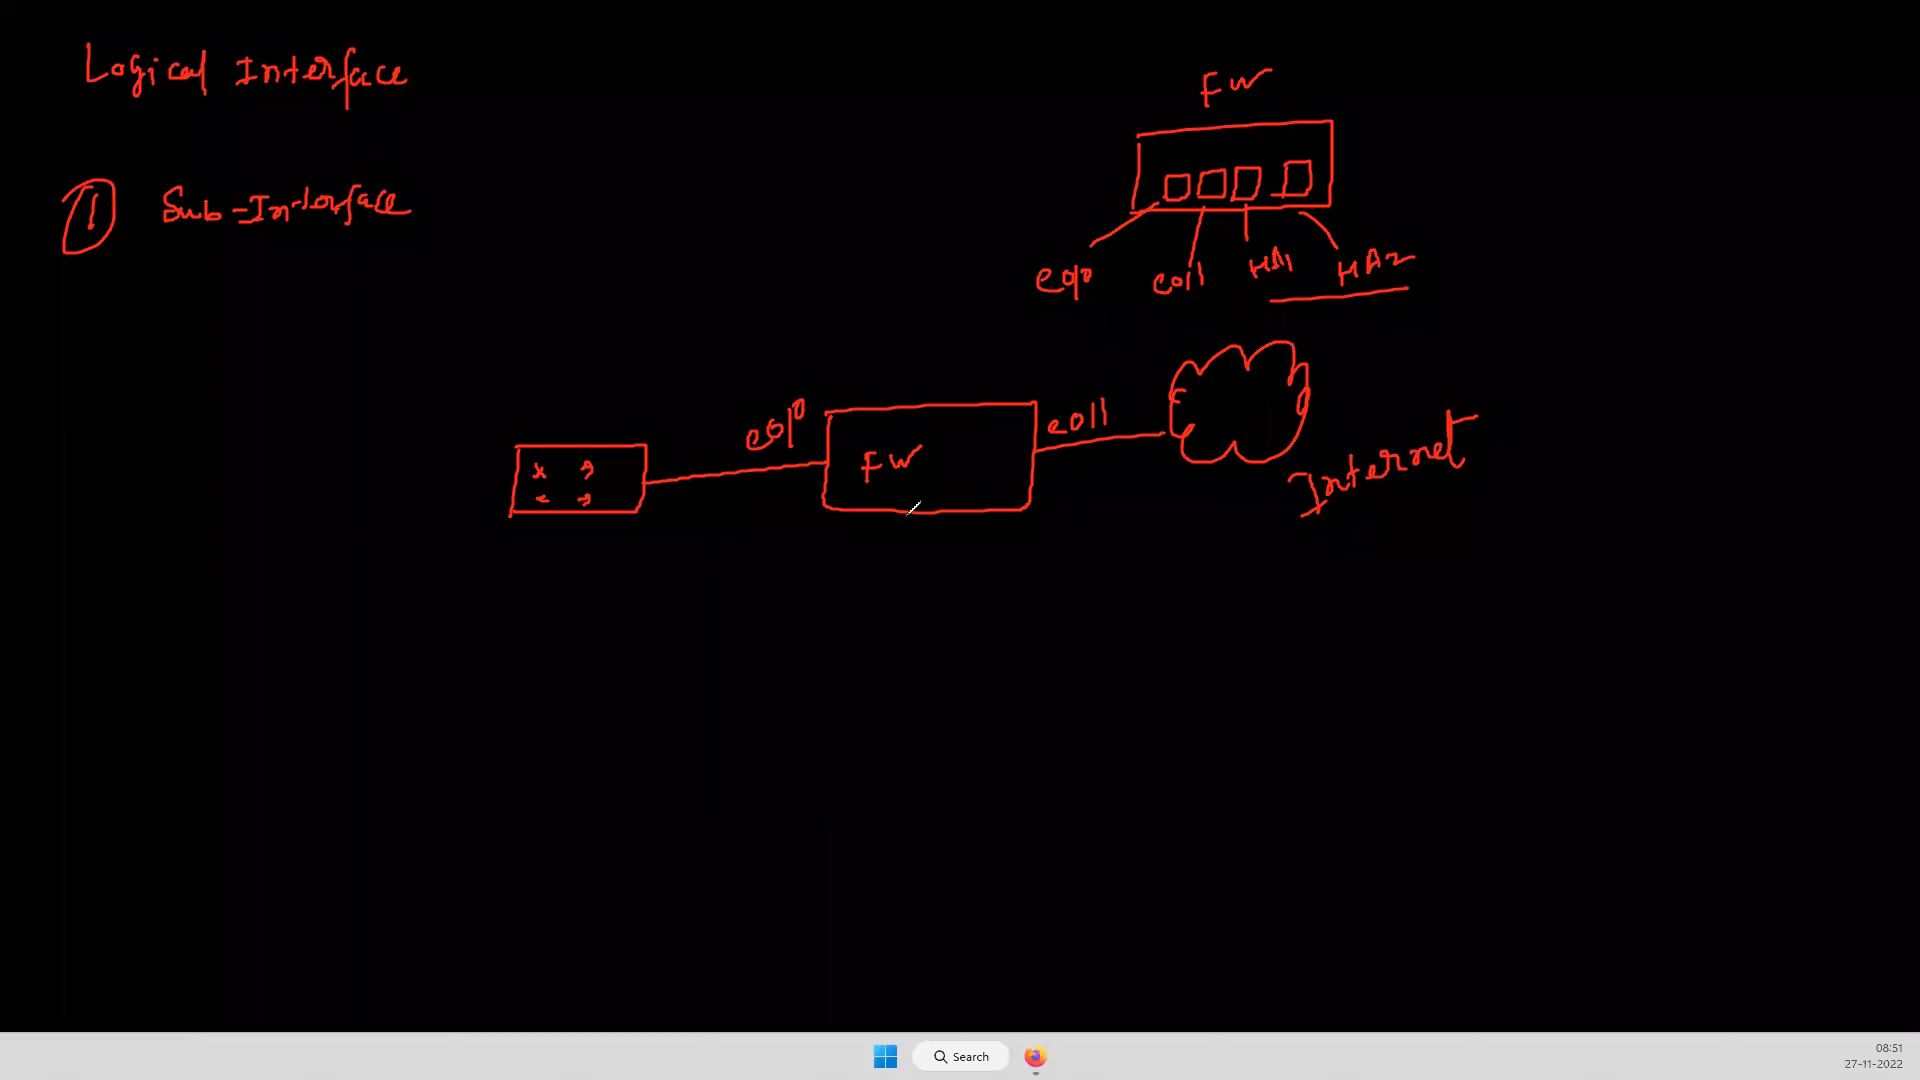 Logical Interface
FW
① Sub-Interface
e0/0
e0/1
HA1
HA2
e0/0
e0/1
FW
Internet
Search
08:51
27-11-2022